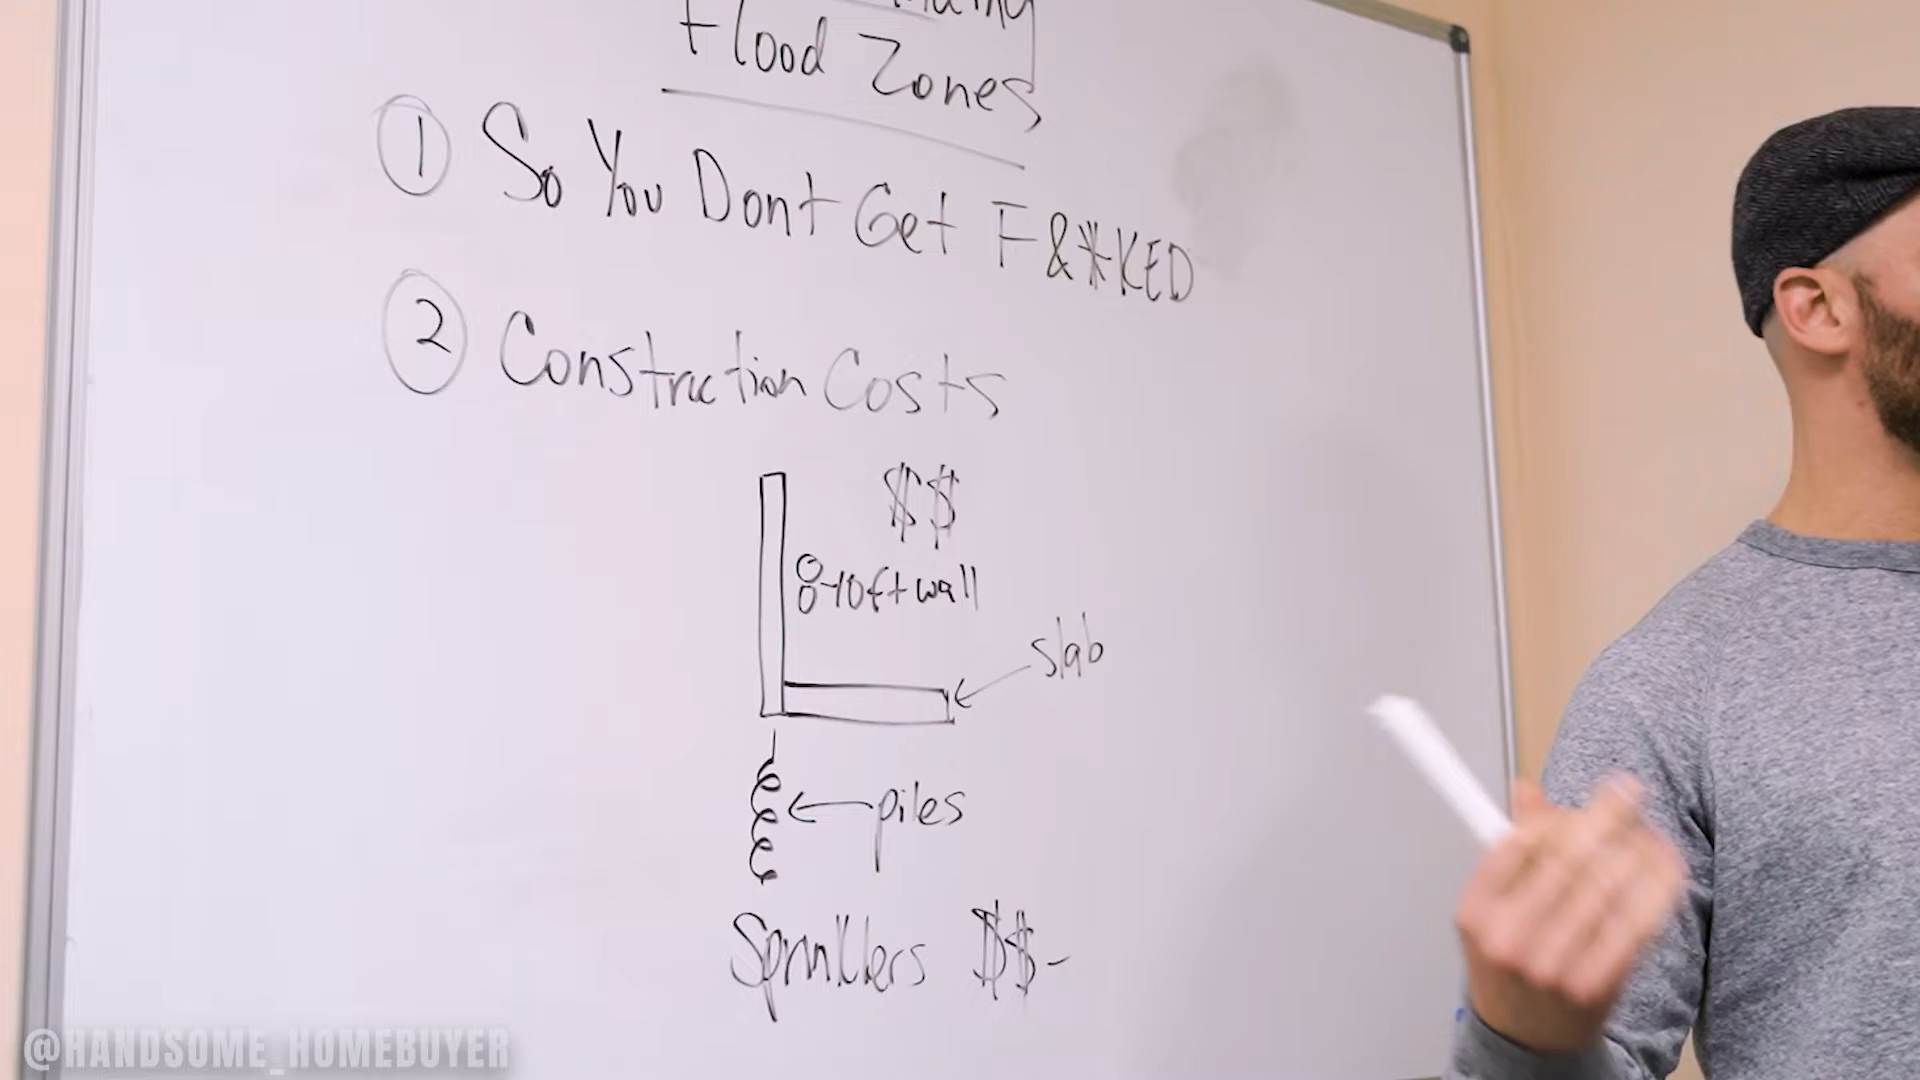 Flood Zones
① So You Dont Get F&*KED
② Construction Costs
$$
8-10ft wall
slab
piles
Sprinklers $$-
@HANDSOME_HOMEBUYER